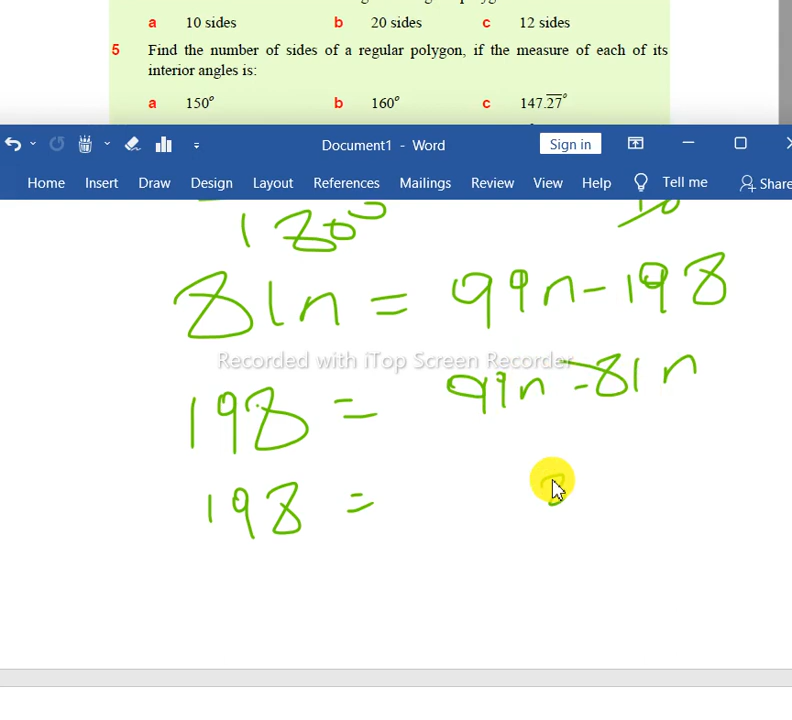 a 10 sides b 20 sides c 12 sides
5 Find the number of sides of a regular polygon, if the measure of each of its
interior angles is:
a 150° b 160° c 147.2̅7̅°
Document1 - Word Sign in
Home Insert Draw Design Layout References Mailings Review View Help Tell me Share
180°
81n = 99n - 198
Recorded with iTop Screen Recorder
198 = 99n - 81n
198 =